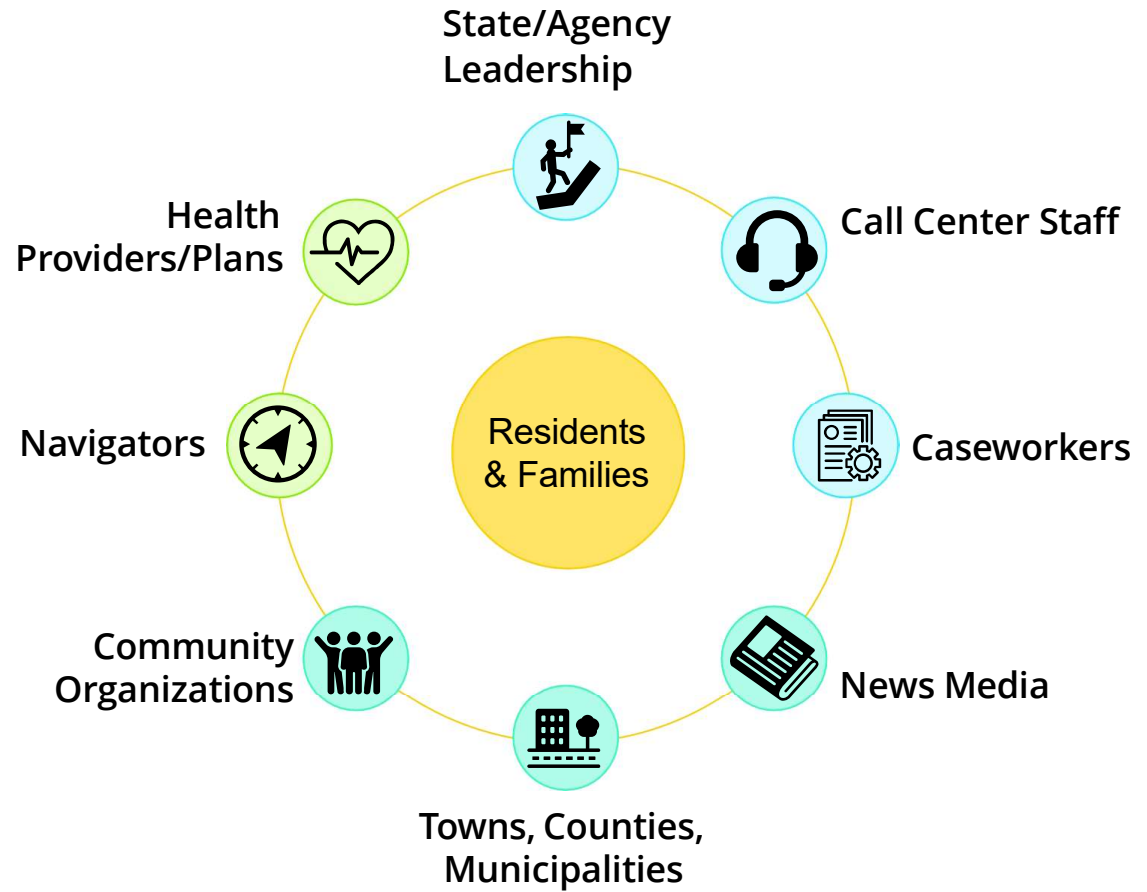 State/Agency
Leadership
Call Center Staff
Caseworkers
News Media
Towns, Counties,
Municipalities
Community
Organizations
Navigators
Health
Providers/Plans
Residents
& Families